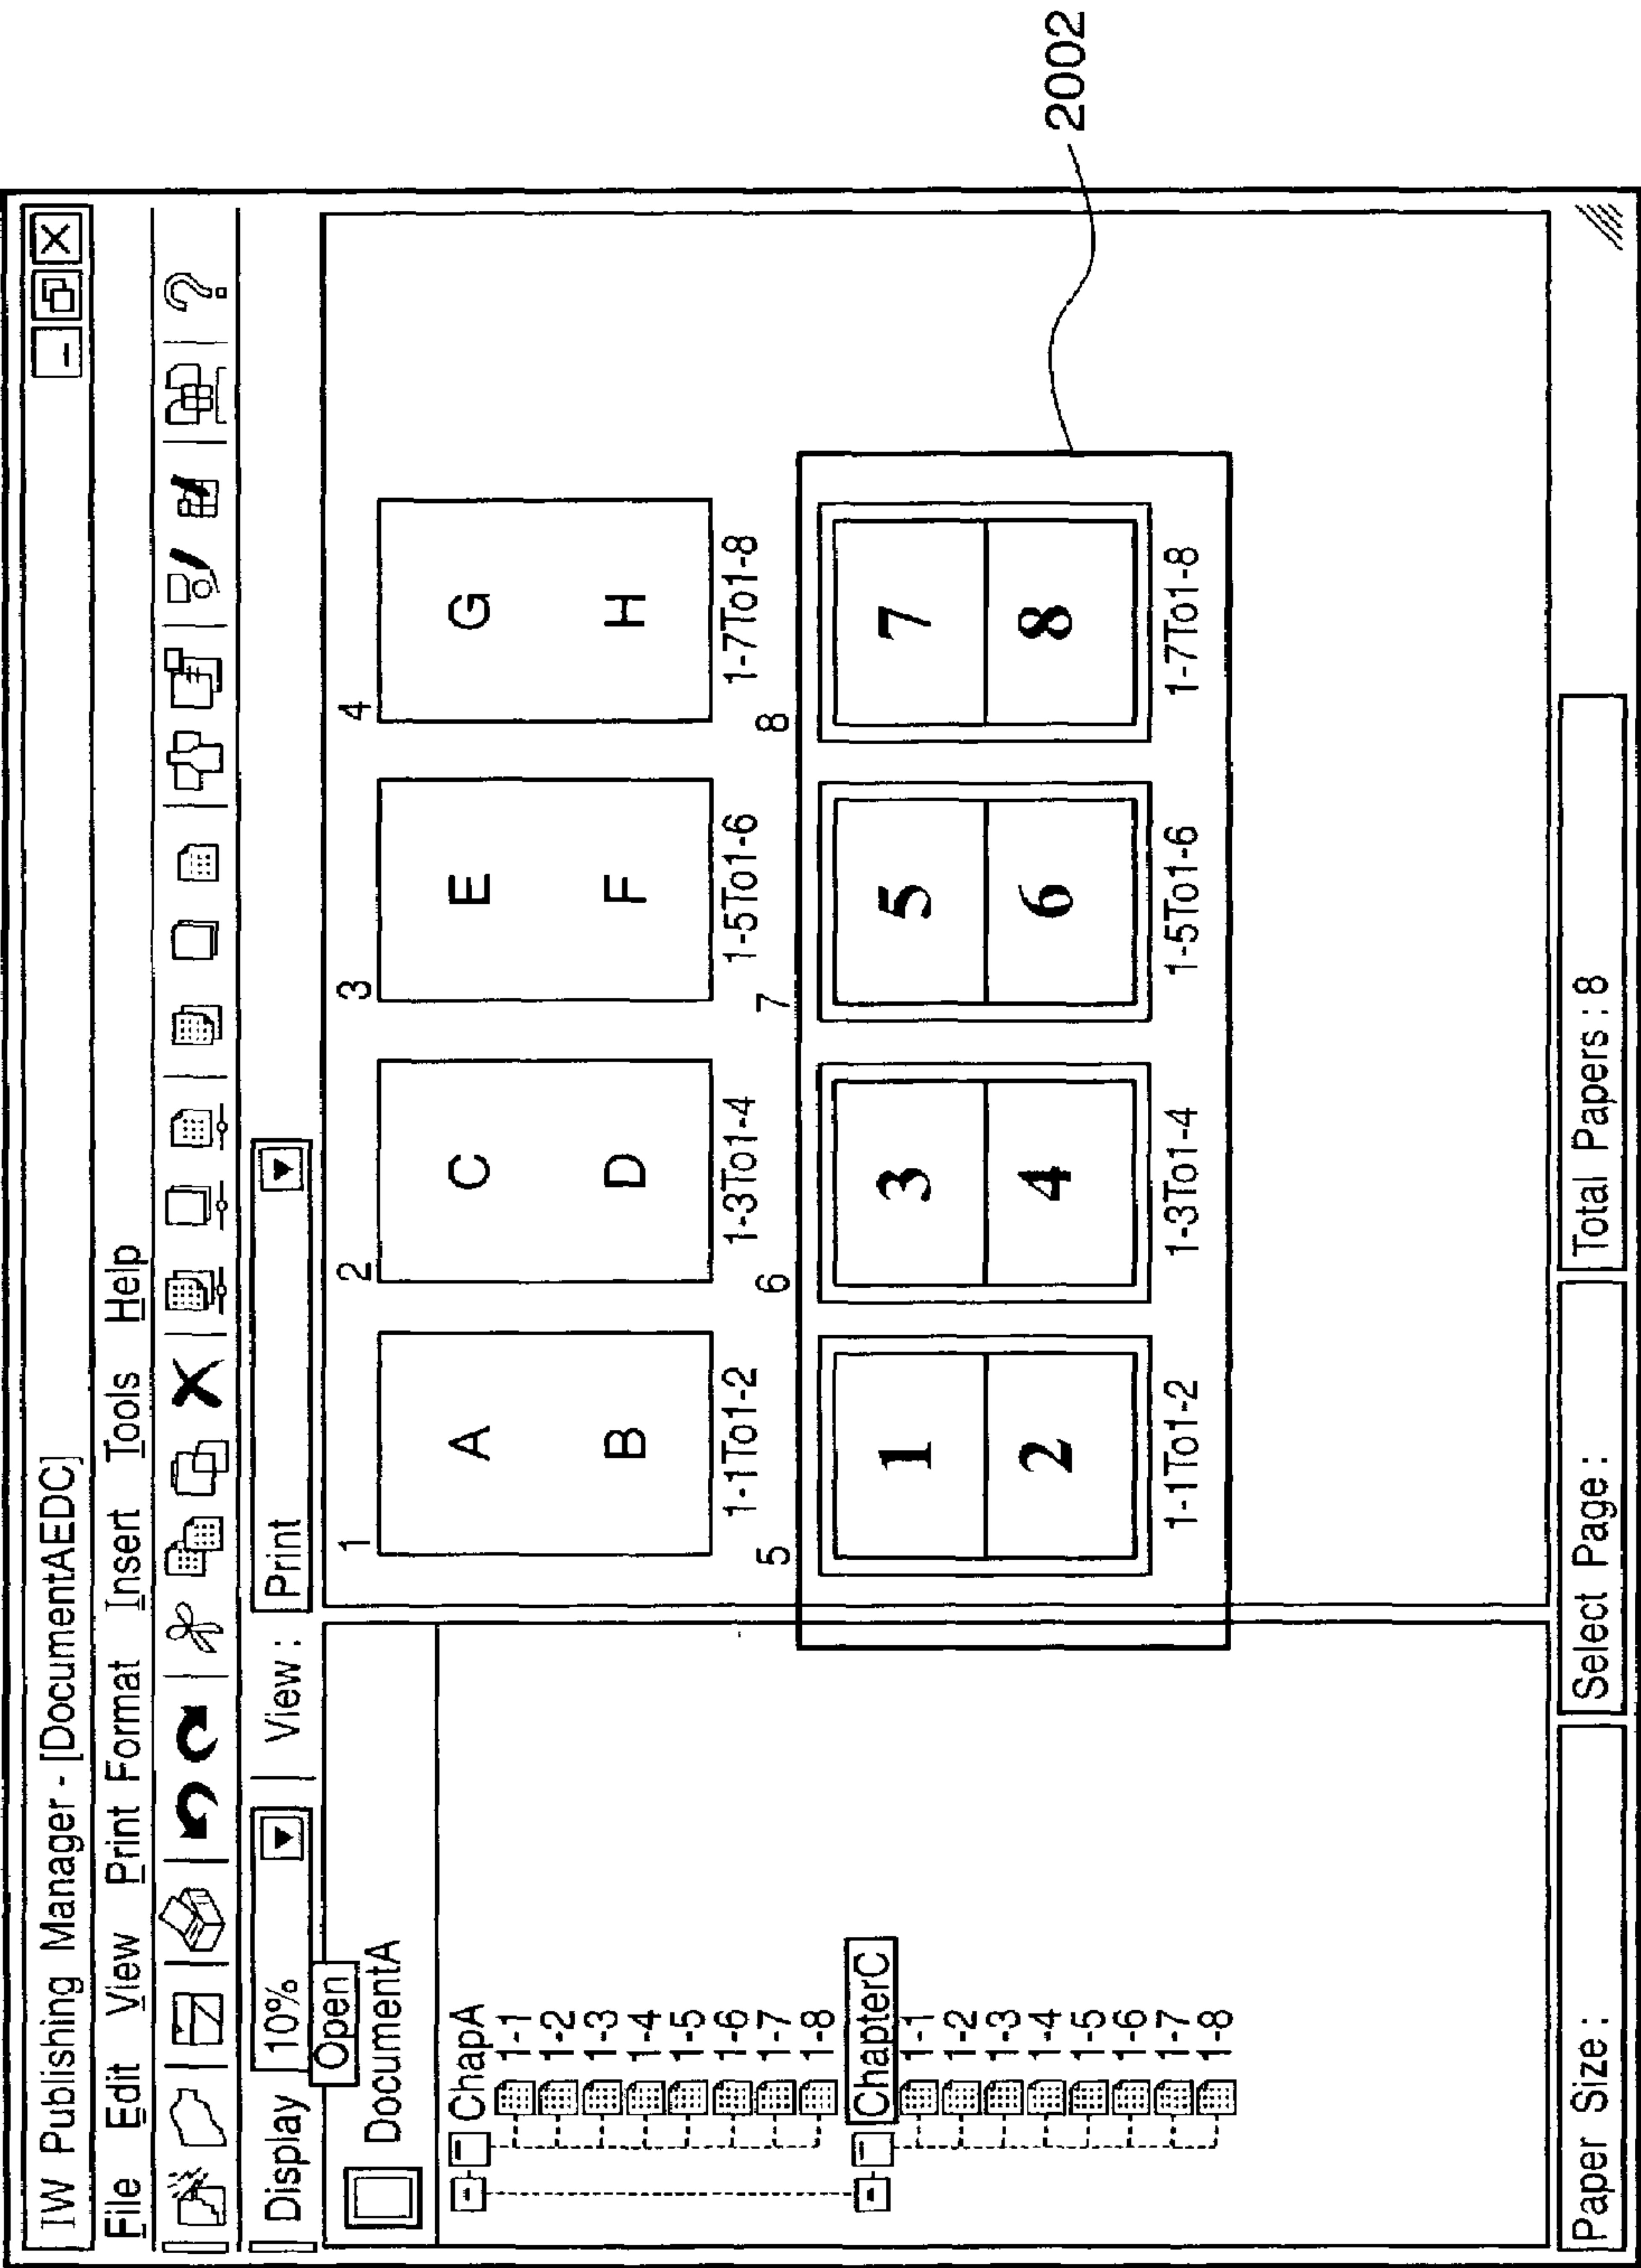 IW Publishing Manager - [DocumentAEDC]
File Edit View Print Format Insert Tools Help
Display 10% View : Print
Open
DocumentA
ChapA
1-1
1-2
1-3
1-4
1-5
1-6
1-7
1-8
ChapterC
1-1
1-2
1-3
1-4
1-5
1-6
1-7
1-8
1 2 3 4
A C E G
B D F H
1-1To1-2 1-3To1-4 1-5To1-6 1-7To1-8
5 6 7 8
1 3 5 7
2 4 6 8
1-1To1-2 1-3To1-4 1-5To1-6 1-7To1-8
2002
Paper Size : Select Page : Total Papers : 8